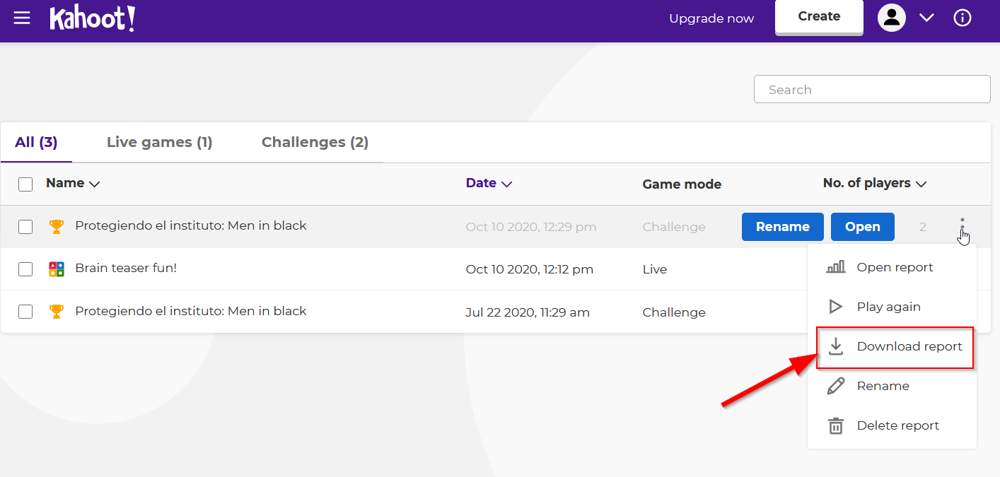 Kahoot!
Upgrade now
Create
Search
All (3) Live games (1) Challenges (2)
Name Date Game mode No. of players
Protegiendo el instituto: Men in black Oct 10 2020, 12:29 pm Challenge Rename Open 2
Brain teaser fun! Oct 10 2020, 12:12 pm Live
Protegiendo el instituto: Men in black Jul 22 2020, 11:29 am Challenge
Open report
Play again
Download report
Rename
Delete report